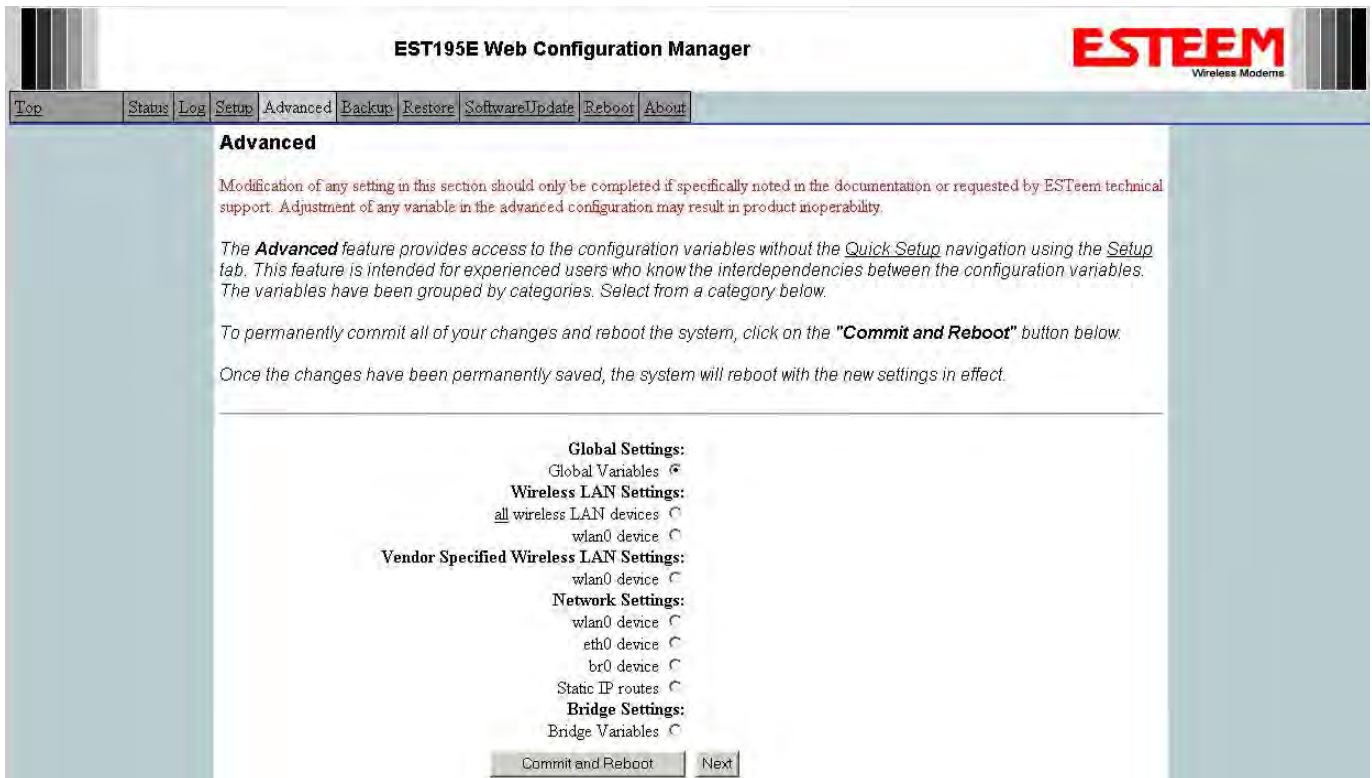 EST195E Web Configuration Manager
ESTEEM
Wireless Modems
Top Status Log Setup Advanced Backup Restore SoftwareUpdate Reboot About
Advanced
Modification of any setting in this section should only be completed if specifically noted in the documentation or requested by ESTeem technical
support. Adjustment of any variable in the advanced configuration may result in product inoperability.
The Advanced feature provides access to the configuration variables without the Quick Setup navigation using the Setup
tab. This feature is intended for experienced users who know the interdependencies between the configuration variables.
The variables have been grouped by categories. Select from a category below.
To permanently commit all of your changes and reboot the system, click on the "Commit and Reboot" button below.
Once the changes have been permanently saved, the system will reboot with the new settings in effect.
Global Settings:
Global Variables
Wireless LAN Settings:
all wireless LAN devices
wlan0 device
Vendor Specified Wireless LAN Settings:
wlan0 device
Network Settings:
wlan0 device
eth0 device
br0 device
Static IP routes
Bridge Settings:
Bridge Variables
Commit and Reboot Next